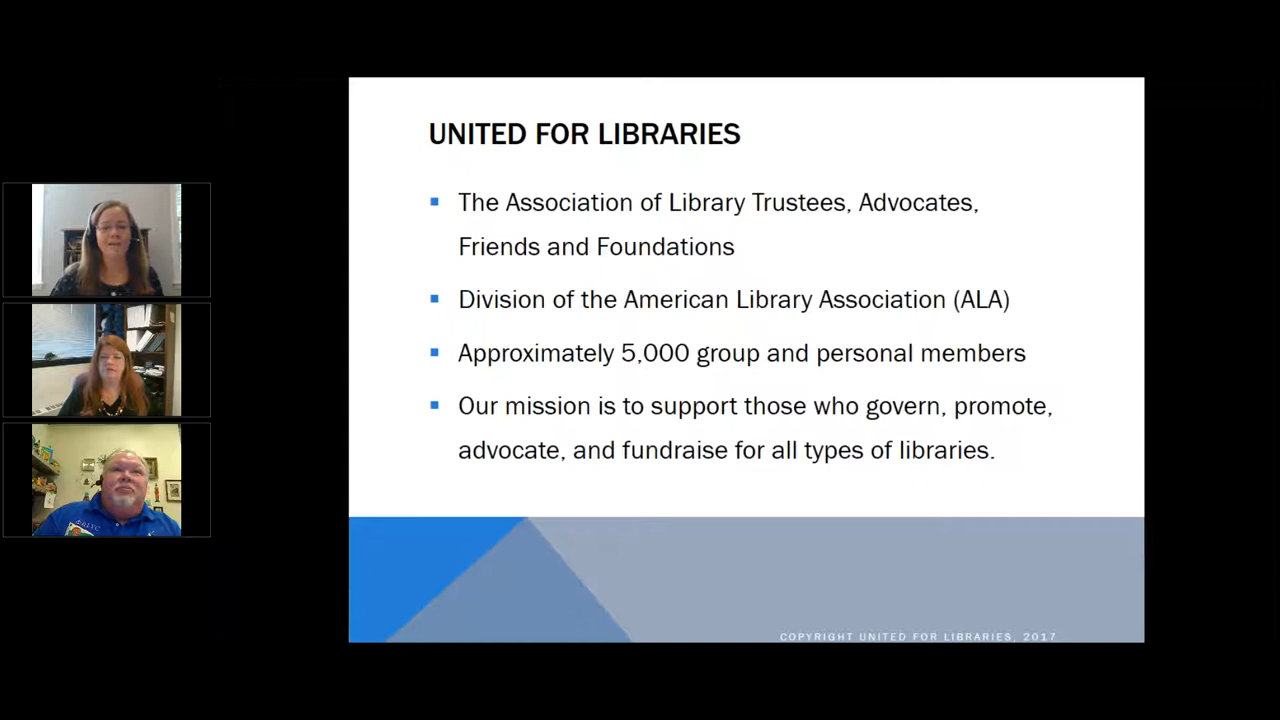 UNITED FOR LIBRARIES
▪ The Association of Library Trustees, Advocates,
Friends and Foundations
▪ Division of the American Library Association (ALA)
▪ Approximately 5,000 group and personal members
▪ Our mission is to support those who govern, promote,
advocate, and fundraise for all types of libraries.
COPYRIGHT UNITED FOR LIBRARIES, 2017